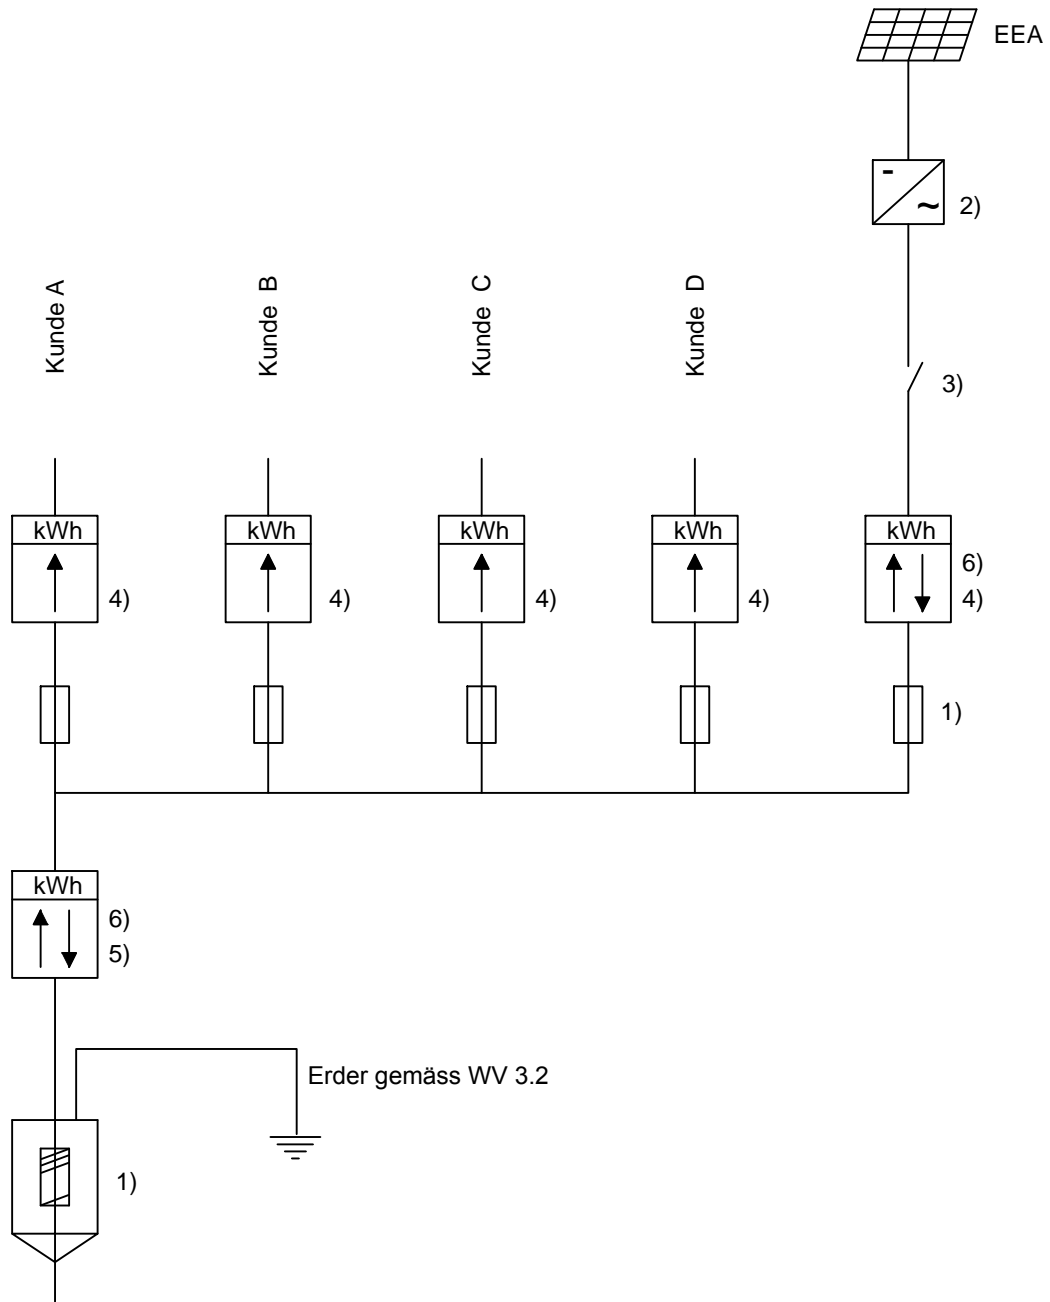 EEA
2)
Kunde A
Kunde B
Kunde C
Kunde D
3)
kWh
kWh
kWh
kWh
kWh
6)
4)
4)
4)
4)
4)
1)
kWh
6)
5)
Erder gemäss WV 3.2
1)